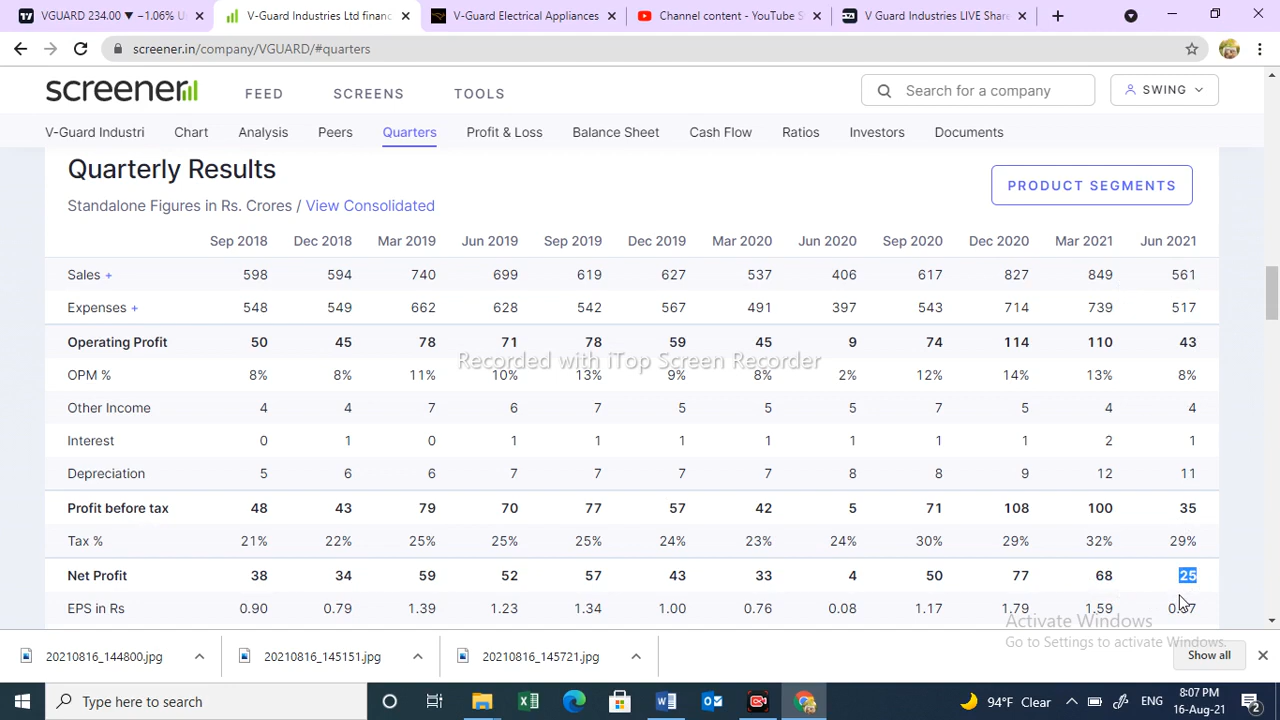 VGUARD 234.00 ▼ −1.06% U
V-Guard Industries Ltd financ
V-Guard Electrical Appliances
Channel content - YouTube S
V Guard Industries LIVE Share
screener.in/company/VGUARD/#quarters
screener FEED SCREENS TOOLS Search for a company SWING
V-Guard Industri Chart Analysis Peers Quarters Profit & Loss Balance Sheet Cash Flow Ratios Investors Documents
Quarterly Results
PRODUCT SEGMENTS
Standalone Figures in Rs. Crores / View Consolidated
Sep 2018 Dec 2018 Mar 2019 Jun 2019 Sep 2019 Dec 2019 Mar 2020 Jun 2020 Sep 2020 Dec 2020 Mar 2021 Jun 2021
Sales + 598 594 740 699 619 627 537 406 617 827 849 561
Expenses + 548 549 662 628 542 567 491 397 543 714 739 517
Operating Profit 50 45 78 71 78 59 45 9 74 114 110 43
Recorded with iTop Screen Recorder
OPM % 8% 8% 11% 10% 13% 9% 8% 2% 12% 14% 13% 8%
Other Income 4 4 7 6 7 5 5 5 7 5 4 4
Interest 0 1 0 1 1 1 1 1 1 1 2 1
Depreciation 5 6 6 7 7 7 7 8 8 9 12 11
Profit before tax 48 43 79 70 77 57 42 5 71 108 100 35
Tax % 21% 22% 25% 25% 25% 24% 23% 24% 30% 29% 32% 29%
Net Profit 38 34 59 52 57 43 33 4 50 77 68 25
EPS in Rs 0.90 0.79 1.39 1.23 1.34 1.00 0.76 0.08 1.17 1.79 1.59
Activate Windows
Go to Settings to activate Windows.
20210816_144800.jpg 20210816_145151.jpg 20210816_145721.jpg Show all
Type here to search
94°F Clear
ENG
8:07 PM
16-Aug-21
2